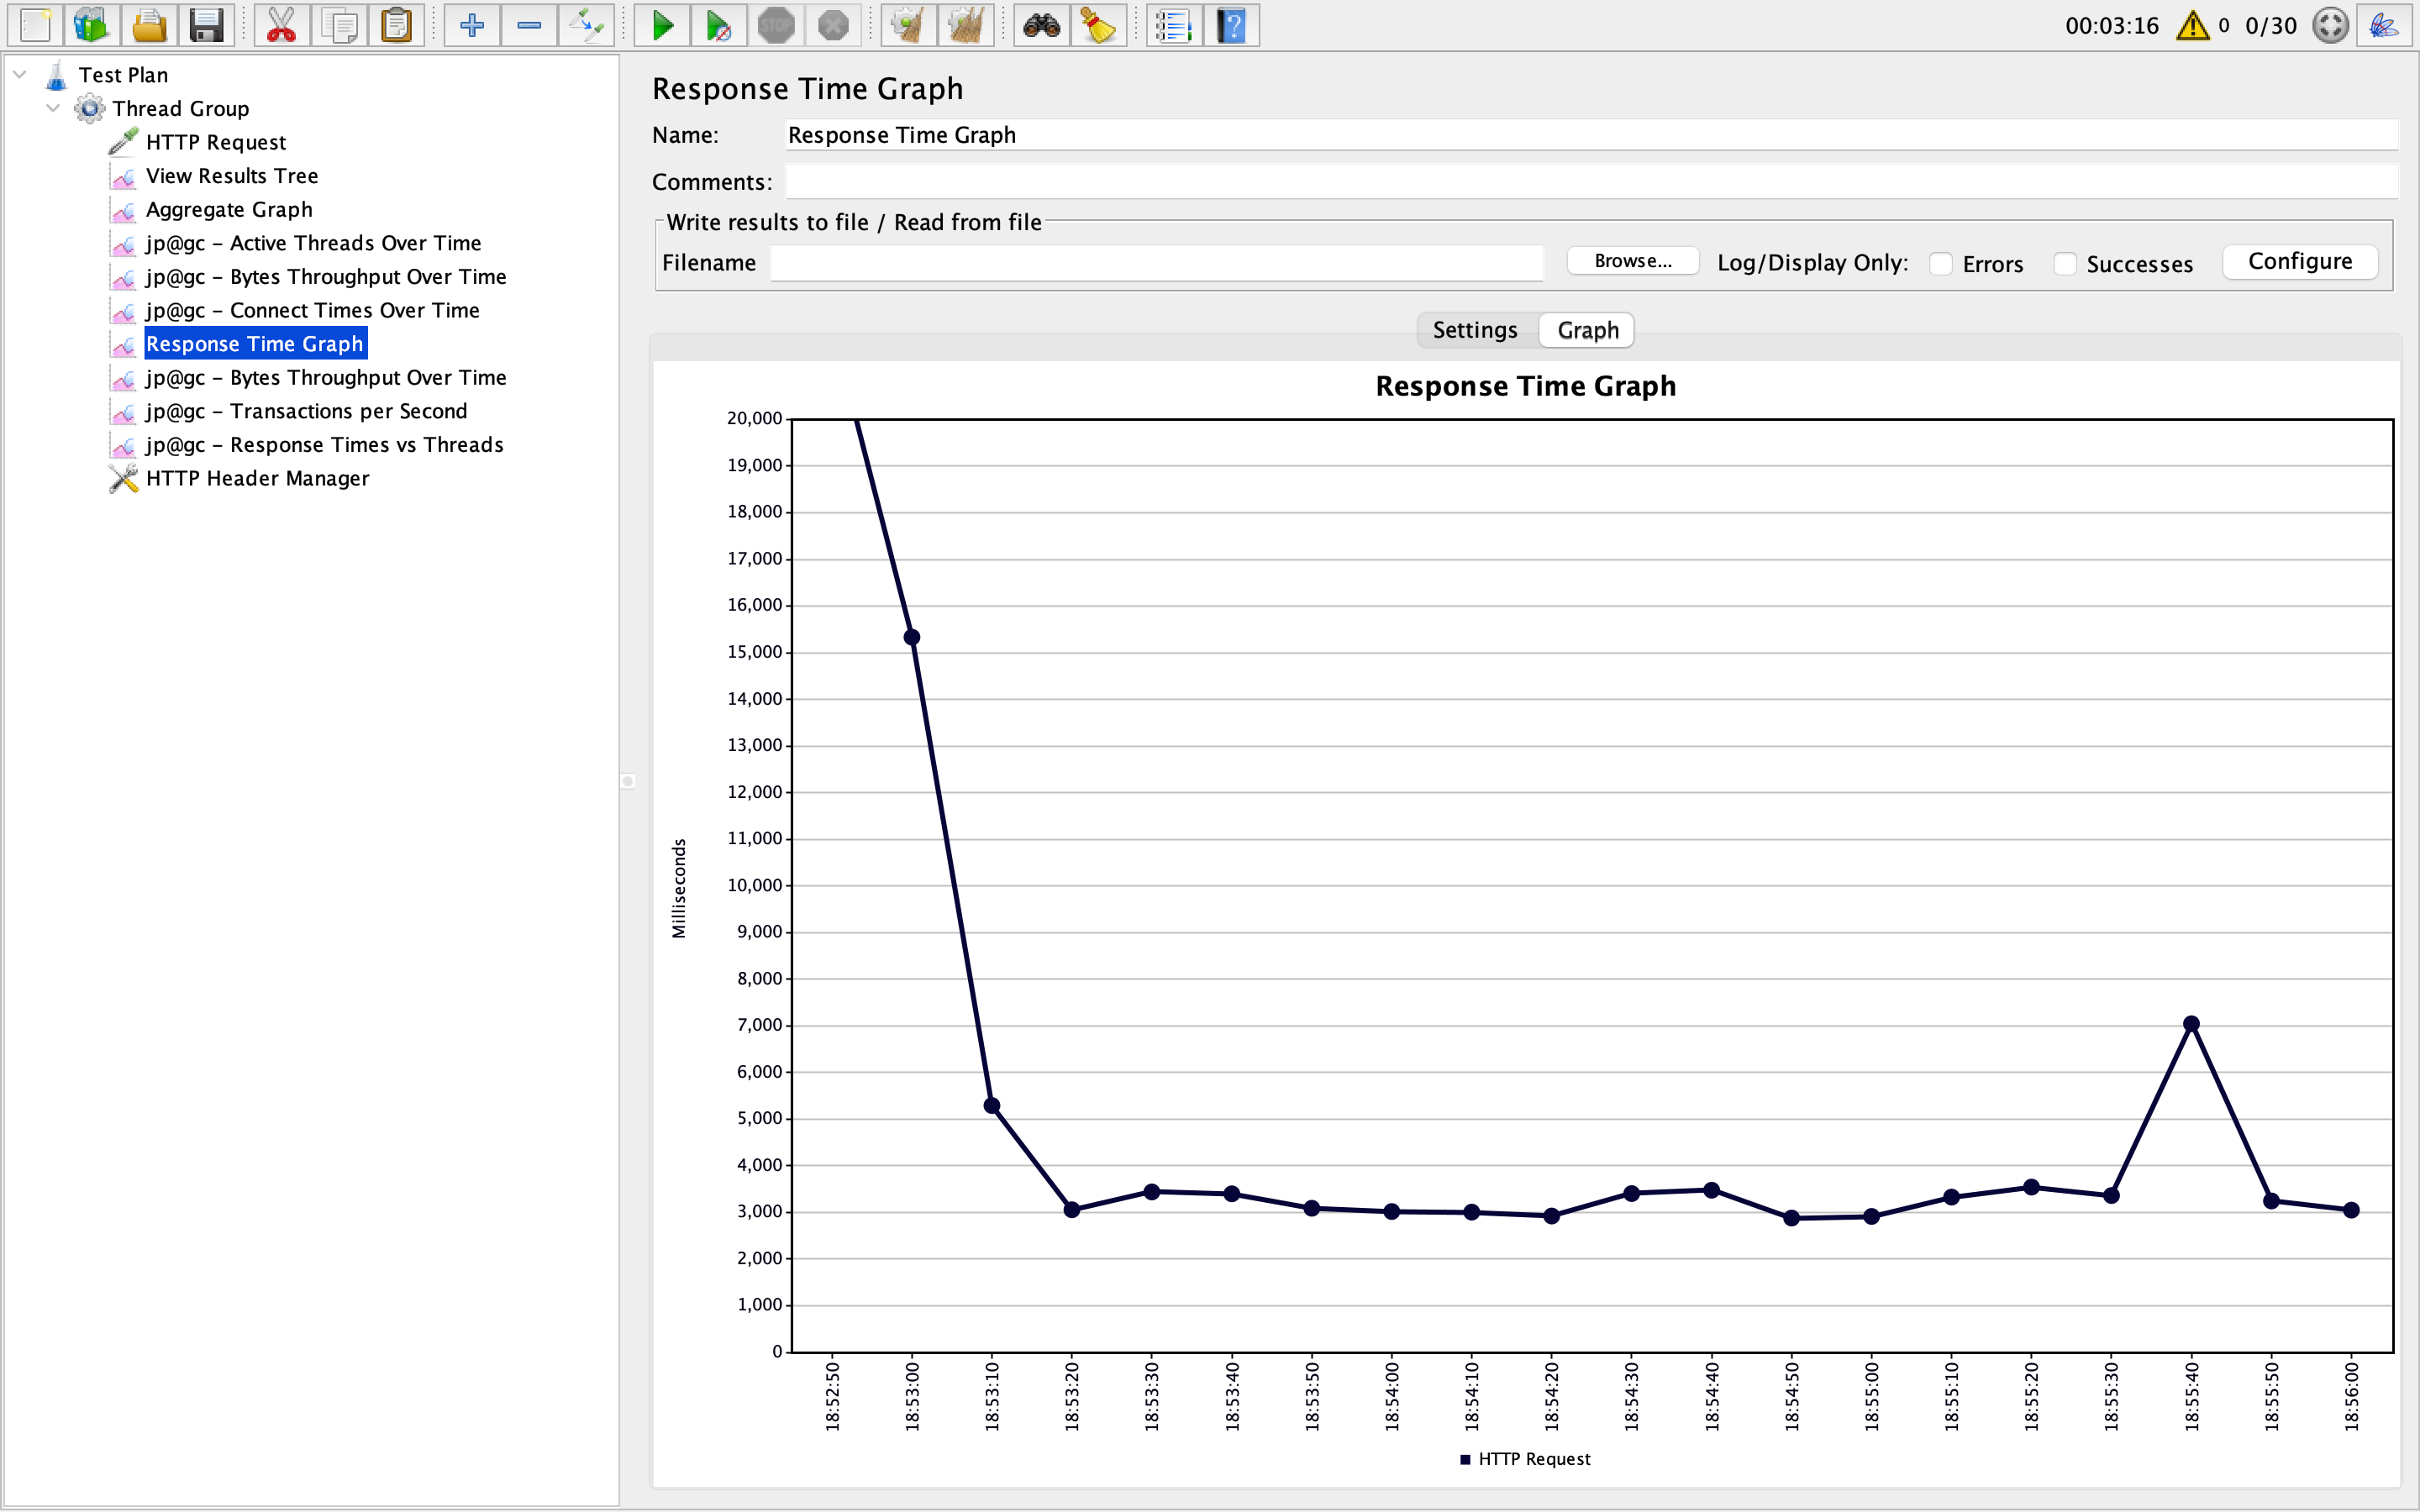 STOP
?
00:03:16 0 0/30
Test Plan
Thread Group
HTTP Request
View Results Tree
Aggregate Graph
jp@gc - Active Threads Over Time
jp@gc - Bytes Throughput Over Time
jp@gc - Connect Times Over Time
Response Time Graph
jp@gc - Bytes Throughput Over Time
jp@gc - Transactions per Second
jp@gc - Response Times vs Threads
HTTP Header Manager
Response Time Graph
Name: Response Time Graph
Comments:
Write results to file / Read from file
Filename Browse... Log/Display Only: Errors Successes Configure
Settings Graph
Response Time Graph
20,000
19,000
18,000
17,000
16,000
15,000
14,000
13,000
12,000
11,000
10,000
9,000
8,000
7,000
6,000
5,000
4,000
3,000
2,000
1,000
0
Milliseconds
18:52:50
18:53:00
18:53:10
18:53:20
18:53:30
18:53:40
18:53:50
18:54:00
18:54:10
18:54:20
18:54:30
18:54:40
18:54:50
18:55:00
18:55:10
18:55:20
18:55:30
18:55:40
18:55:50
18:56:00
HTTP Request